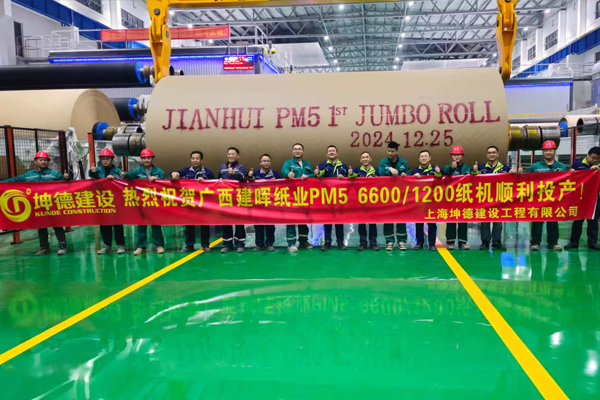 JIANHUI PM5 1ST JUMBO ROLL
2024.12.25
坤德建设
KUNDE CONSTRUCTION
热烈祝贺广西建晖纸业PM5 6600/1200纸机顺利投产!
上海坤德建设工程有限公司